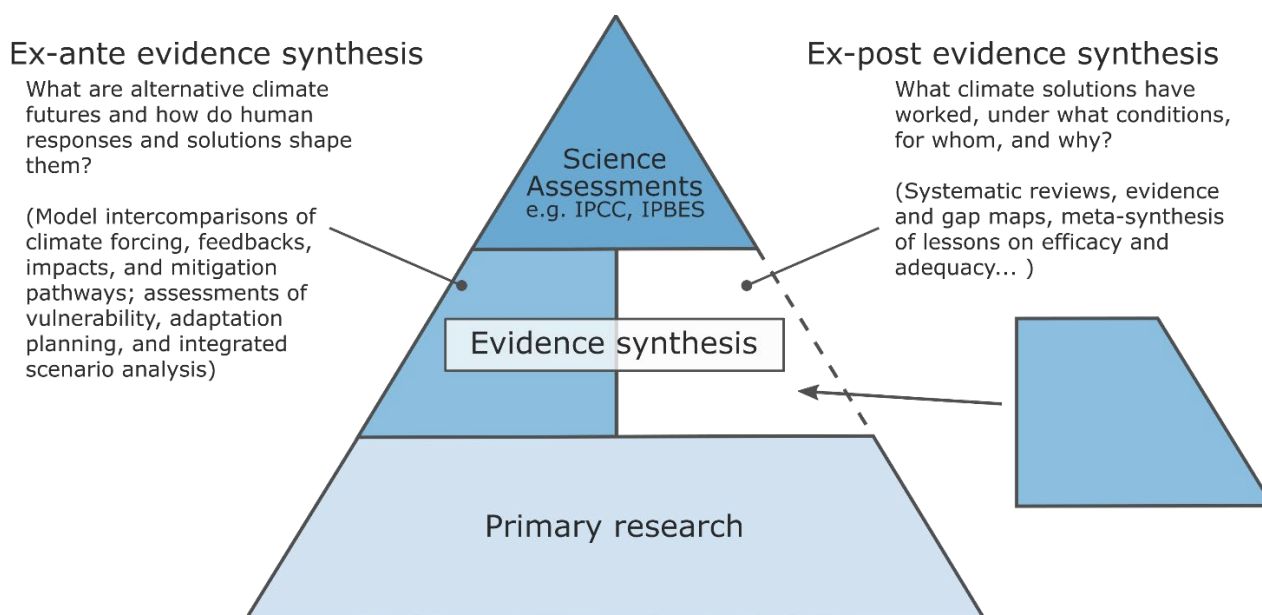 Ex-ante evidence synthesis
What are alternative climate
futures and how do human
responses and solutions shape
them?
(Model intercomparisons of
climate forcing, feedbacks,
impacts, and mitigation
pathways; assessments of
vulnerability, adaptation
planning, and integrated
scenario analysis)
Science
Assessments
e.g. IPCC, IPBES
Ex-post evidence synthesis
What climate solutions have
worked, under what conditions,
for whom, and why?
(Systematic reviews, evidence
and gap maps, meta-synthesis
of lessons on efficacy and
adequacy... )
Evidence synthesis
Primary research